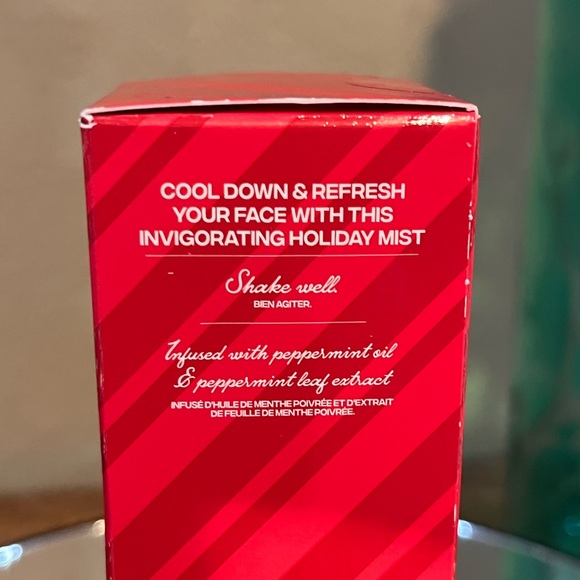 COOL DOWN & REFRESH
YOUR FACE WITH THIS
INVIGORATING HOLIDAY MIST
Shake well.
BIEN AGITER.
Infused with peppermint oil
& peppermint leaf extract
INFUSÉ D'HUILE DE MENTHE POIVRÉE ET D'EXTRAIT
DE FEUILLE DE MENTHE POIVRÉE.